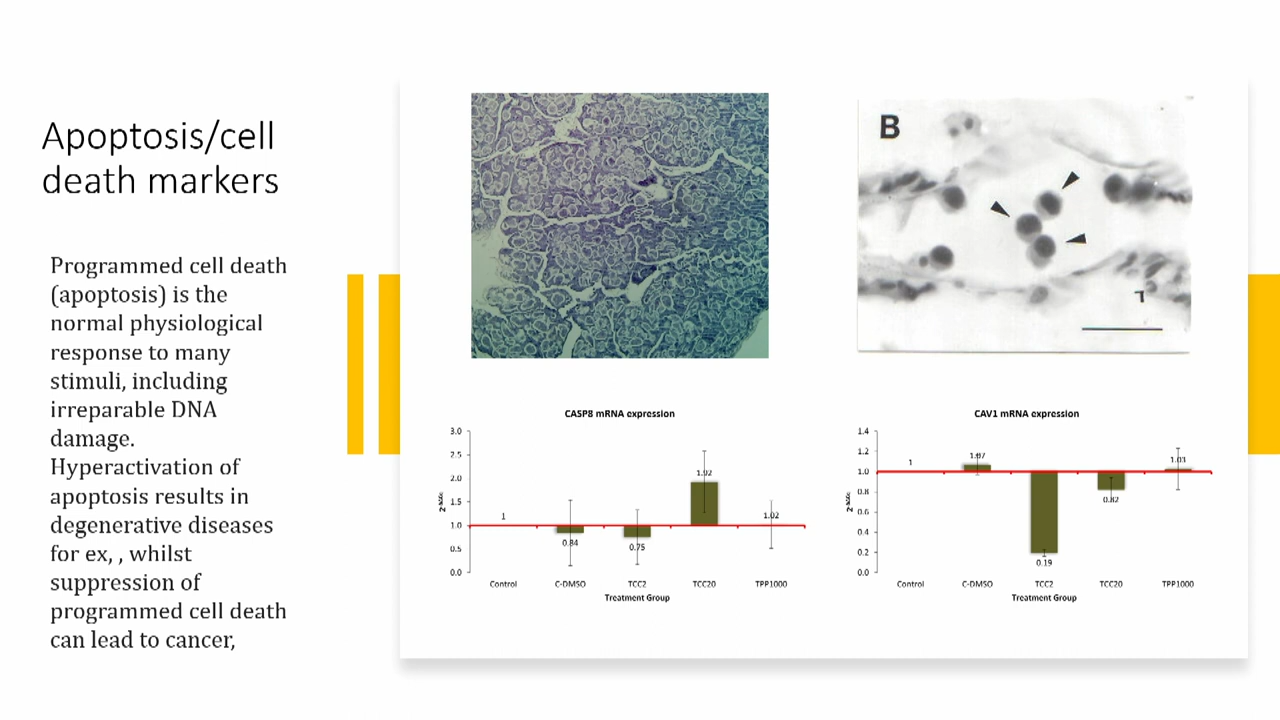 Apoptosis/cell
death markers
Programmed cell death
(apoptosis) is the
normal physiological
response to many
stimuli, including
irreparable DNA
damage.
Hyperactivation of
apoptosis results in
degenerative diseases
for ex, , whilst
suppression of
programmed cell death
can lead to cancer,
B
CASP8 mRNA expression
3.0
2.5
2.0
1.5
1.0
0.5
0.0
1
0.84
0.75
1.92
1.02
Control
C-DMSO
TCC2
TCC20
TPP1000
Treatment Group
CAV1 mRNA expression
1.4
1.2
1.0
0.8
0.6
0.4
0.2
0.0
1
1.07
0.19
0.82
1.03
Control
C-DMSO
TCC2
TCC20
TPP1000
Treatment Group